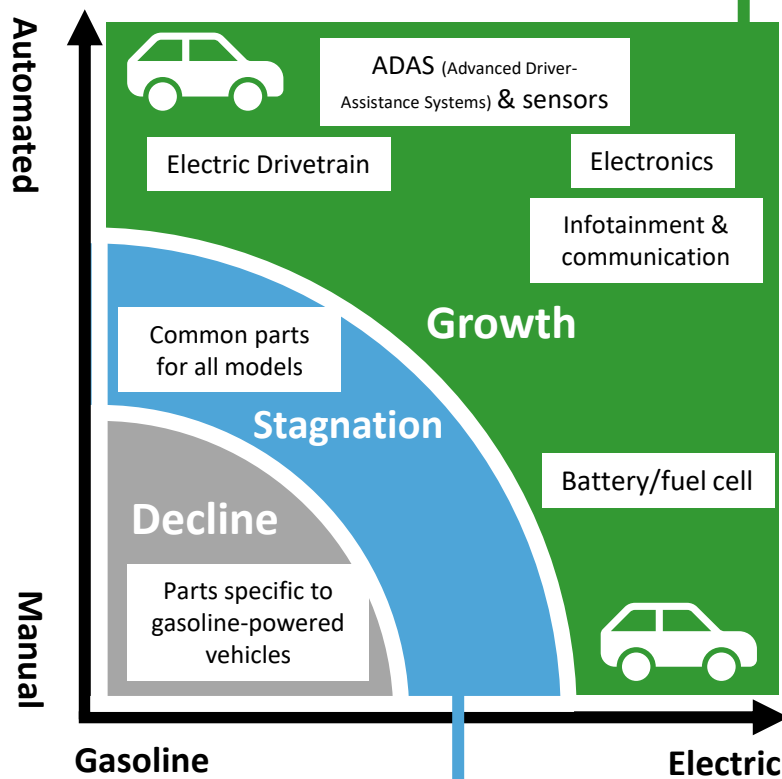 Automated
ADAS (Advanced Driver-
Assistance Systems) & sensors
Electric Drivetrain
Electronics
Infotainment &
communication
Growth
Common parts
for all models
Stagnation
Battery/fuel cell
Decline
Parts specific to
gasoline-powered
vehicles
Manual
Gasoline
Electric